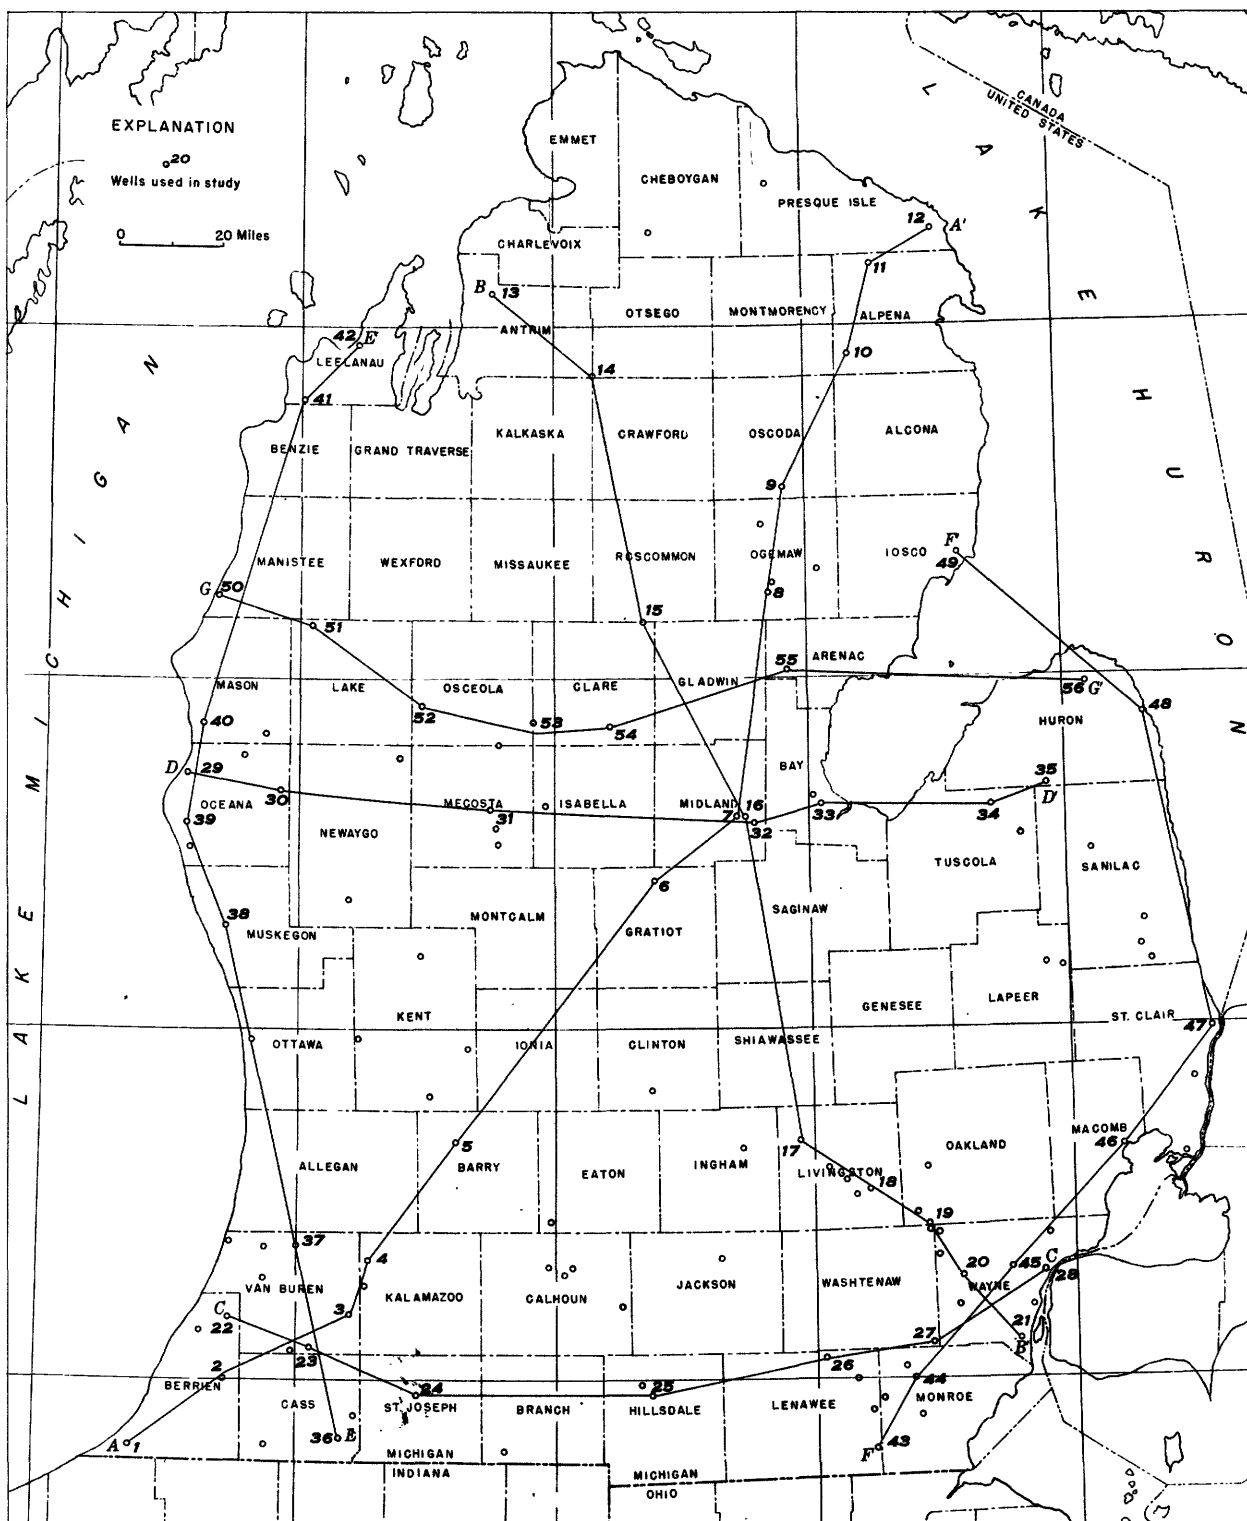 EXPLANATION
20
Wells used in study
0 20 Miles
CANADA
UNITED STATES
LAKE HURON
LAKE MICHIGAN
EMMET
CHEBOYGAN
PRESQUE ISLE
12 A'
CHARLEVOIX
11
B 13
OTSEGO
MONTMORENCY
ALPENA
ANTRIM
42 E'
LEELANAU
10
14
41
KALKASKA
CRAWFORD
OSCODA
ALCONA
BENZIE
GRAND TRAVERSE
9
F'
49
MANISTEE
WEXFORD
MISSAUKEE
ROSCOMMON
OGEMAW
IOSCO
G 50
8
51
15
55
ARENAC
MASON
LAKE
OSCEOLA
CLARE
GLADWIN
56 G'
40
52
53
54
HURON
48
D 29
30
BAY
35
D'
OCEANA
MECOSTA
ISABELLA
MIDLAND
16
7
32
33
34
39
NEWAYGO
31
TUSCOLA
SANILAC
6
38
MUSKEGON
MONTCALM
GRATIOT
SAGINAW
KENT
GENESEE
LAPEER
ST. CLAIR
47
OTTAWA
IONIA
CLINTON
SHIAWASSEE
5
17
MACOMB
46
ALLEGAN
BARRY
EATON
INGHAM
LIVINGSTON
OAKLAND
18
19
37
4
20
45
C'
28
VAN BUREN
KALAMAZOO
CALHOUN
JACKSON
WASHTENAW
WAYNE
C
22
3
21
B'
27
2
23
26
BERRIEN
CASS
24
ST. JOSEPH
BRANCH
25
HILLSDALE
LENAWEE
44
MONROE
A 1
36 E
F 43
MICHIGAN
INDIANA
MICHIGAN
OHIO